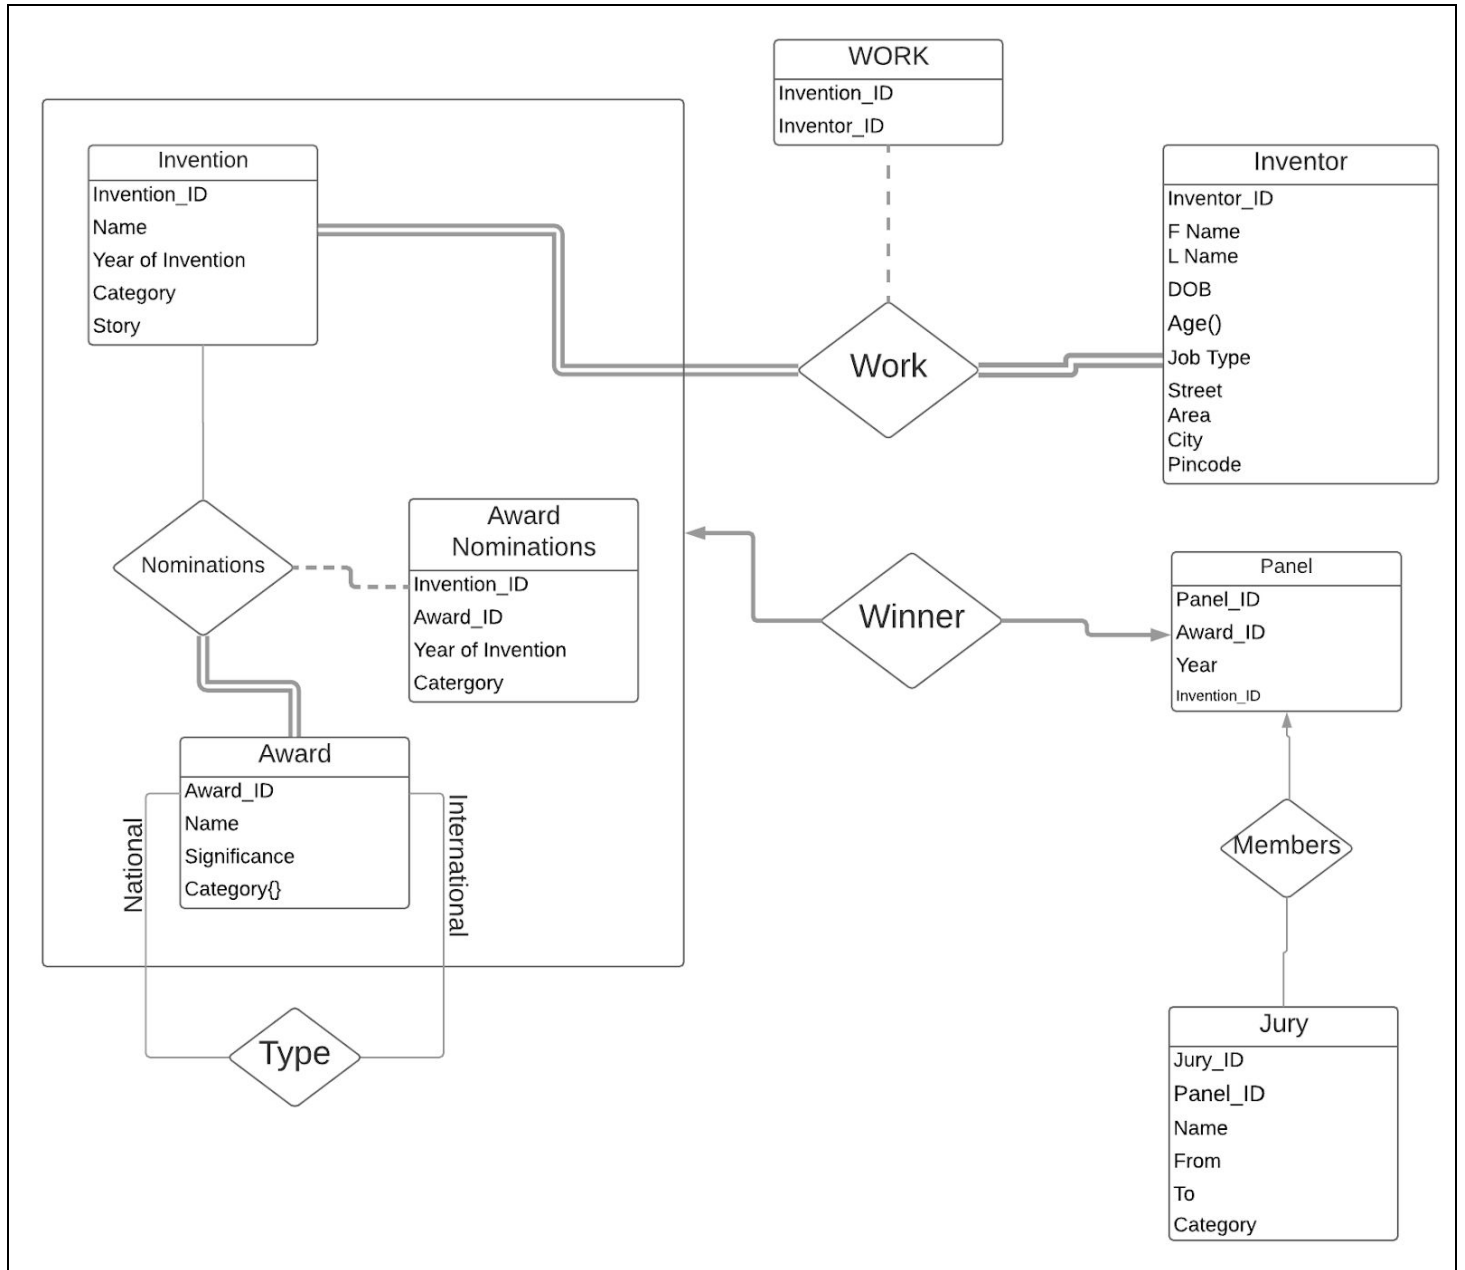 WORK
Invention_ID
Inventor_ID
Invention
Invention_ID
Name
Year of Invention
Category
Story
Inventor
Inventor_ID
F Name
L Name
DOB
Age()
Job Type
Street
Area
City
Pincode
Work
Nominations
Award
Nominations
Invention_ID
Award_ID
Year of Invention
Catergory
Winner
Panel
Panel_ID
Award_ID
Year
Invention_ID
Award
Award_ID
Name
Significance
Category{}
National
International
Type
Members
Jury
Jury_ID
Panel_ID
Name
From
To
Category